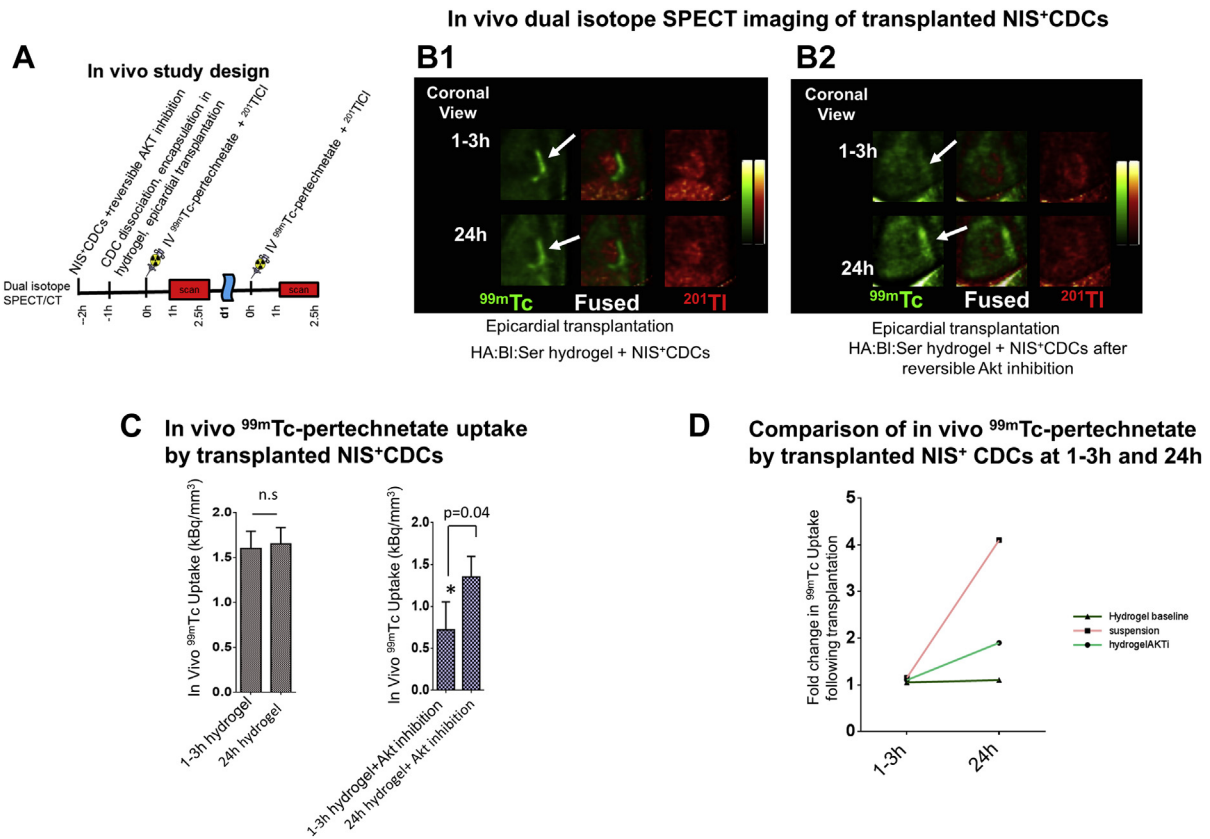 In vivo dual isotope SPECT imaging of transplanted NIS⁺CDCs
A
In vivo study design
NIS⁺CDCs +reversible AKT inhibition
CDC dissociation, encapsulation in
hydrogel, epicardial transplantation
IV ⁹⁹ᵐTc-pertechnetate + ²⁰¹TlCl
IV ⁹⁹ᵐTc-pertechnetate + ²⁰¹TlCl
Dual isotope
SPECT/CT
scan
scan
--2h
-1h
0h
1h
2.5h
d1
0h
1h
2.5h
B1
Coronal
View
1-3h
24h
⁹⁹ᵐTc
Fused
²⁰¹Tl
Epicardial transplantation
HA:Bl:Ser hydrogel + NIS⁺CDCs
B2
Coronal
View
1-3h
24h
⁹⁹ᵐTc
Fused
²⁰¹Tl
Epicardial transplantation
HA:Bl:Ser hydrogel + NIS⁺CDCs after
reversible Akt inhibition
C
In vivo ⁹⁹ᵐTc-pertechnetate uptake
by transplanted NIS⁺CDCs
In Vivo ⁹⁹ᵐTc Uptake (kBq/mm³)
2.0
1.5
1.0
0.5
0.0
n.s
1-3h hydrogel
24h hydrogel
In Vivo ⁹⁹ᵐTc Uptake (kBq/mm³)
2.0
1.5
1.0
0.5
0.0
p=0.04
*
1-3h hydrogel+Akt inhibition
24h hydrogel+ Akt inhibition
D
Comparison of in vivo ⁹⁹ᵐTc-pertechnetate
by transplanted NIS⁺ CDCs at 1-3h and 24h
Fold change in ⁹⁹ᵐTc Uptake
following transplantation
5
4
3
2
1
0
1-3h
24h
Hydrogel baseline
suspension
hydrogelAKTi